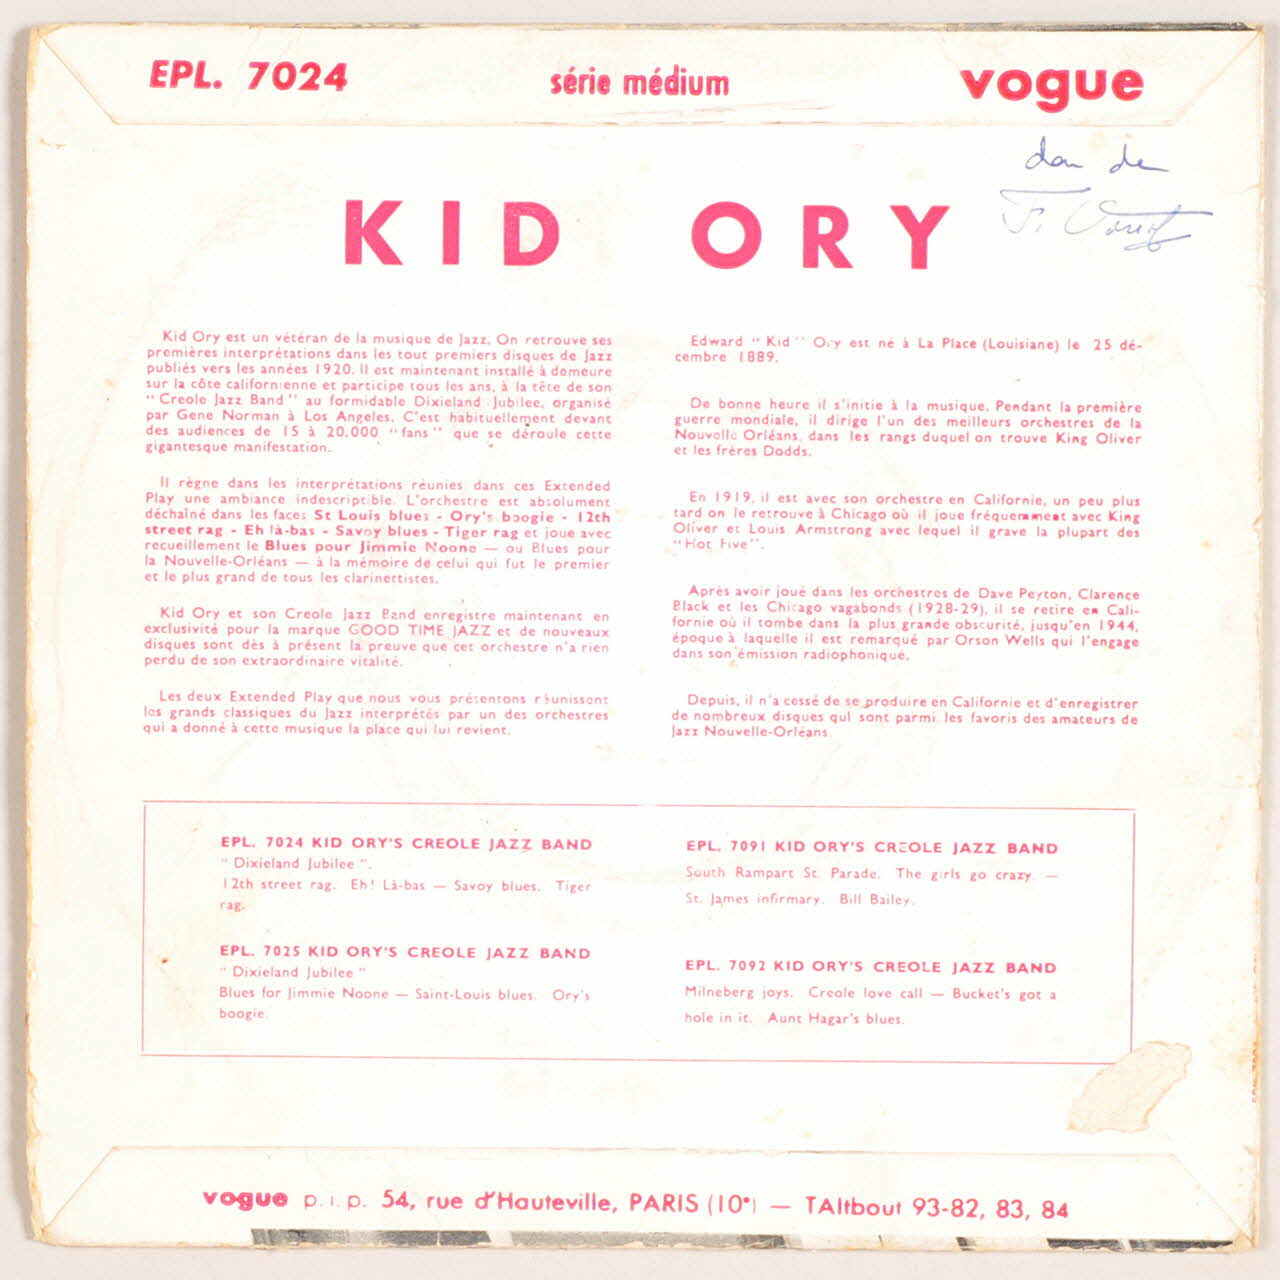 EPL. 7024 série médium vogue
don de
KID ORY
Kid Ory est un vétéran de la musique de Jazz. On retrouve ses
premières interprétations dans les tout premiers disques de Jazz
publiés vers les années 1920. Il est maintenant installé à demeure
sur la côte californienne et participe tous les ans, à la tête de son
"Creole Jazz Band" au formidable Dixieland Jubilee, organisé
par Gene Norman à Los Angeles. C'est habituellement devant
des audiences de 15 à 20.000 "fans" que se déroule cette
gigantesque manifestation.
Il règne dans les interprétations réunies dans ces Extended
Play une ambiance indescriptible. L'orchestre est absolument
déchaîné dans les faces St Louis blues - Ory's boogie - 12th
street rag - Eh là-bas - Savoy blues - Tiger rag et joue avec
recueillement le Blues pour Jimmie Noone — ou Blues pour
la Nouvelle-Orléans — à la mémoire de celui qui fut le premier
et le plus grand de tous les clarinettistes.
Kid Ory et son Creole Jazz Band enregistre maintenant en
exclusivité pour la marque GOOD TIME JAZZ et de nouveaux
disques sont dès à présent la preuve que cet orchestre n'a rien
perdu de son extraordinaire vitalité.
Les deux Extended Play que nous vous présentons réunissent
les grands classiques du Jazz interprétés par un des orchestres
qui a donné à cette musique la place qui lui revient.
Edward "Kid" Ory est né à La Place (Louisiane) le 25 dé-
cembre 1889.
De bonne heure il s'initie à la musique. Pendant la première
guerre mondiale, il dirige l'un des meilleurs orchestres de la
Nouvelle Orléans, dans les rangs duquel on trouve King Oliver
et les frères Dodds.
En 1919, il est avec son orchestre en Californie, un peu plus
tard on le retrouve à Chicago où il joue fréquemment avec King
Oliver et Louis Armstrong avec lequel il grave la plupart des
"Hot Five".
Après avoir joué dans les orchestres de Dave Peyton, Clarence
Black et les Chicago vagabonds (1928-29), il se retire en Cali-
fornie où il tombe dans la plus grande obscurité, jusqu'en 1944,
époque à laquelle il est remarqué par Orson Wells qui l'engage
dans son émission radiophonique.
Depuis, il n'a cessé de se produire en Californie et d'enregistrer
de nombreux disques qui sont parmi les favoris des amateurs de
Jazz Nouvelle-Orléans
EPL. 7024 KID ORY'S CREOLE JAZZ BAND
"Dixieland Jubilee".
12th street rag. Eh! Là-bas — Savoy blues. Tiger
rag.
EPL. 7025 KID ORY'S CREOLE JAZZ BAND
"Dixieland Jubilee"
Blues for Jimmie Noone — Saint-Louis blues. Ory's
boogie.
EPL. 7091 KID ORY'S CREOLE JAZZ BAND
South Rampart St. Parade. The girls go crazy —
St. James infirmary. Bill Bailey.
EPL. 7092 KID ORY'S CREOLE JAZZ BAND
Milneberg joys. Creole love call — Bucket's got a
hole in it. Aunt Hagar's blues.
vogue p. i. p. 54, rue d'Hauteville, PARIS (10e) — TAItbout 93-82, 83, 84